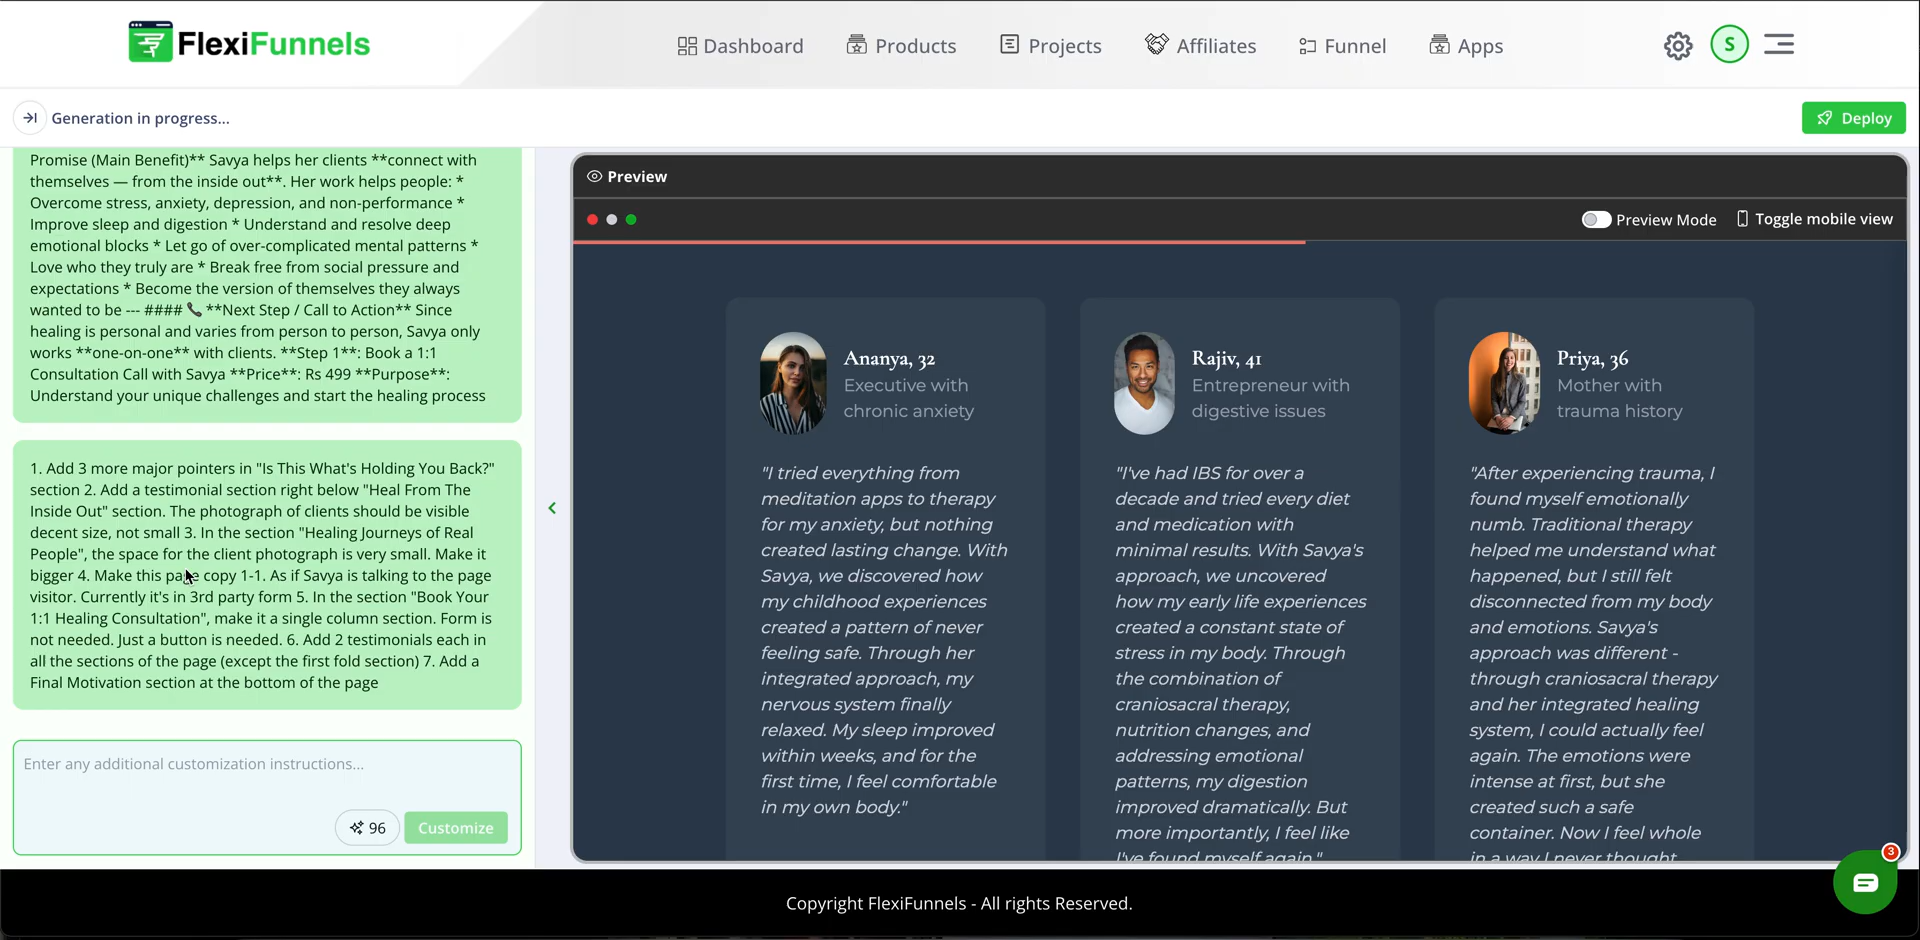 FlexiFunnels
Dashboard
Products
Projects
Affiliates
Funnel
Apps
S
Generation in progress...
Deploy
Promise (Main Benefit)** Savya helps her clients **connect with
themselves — from the inside out**. Her work helps people: *
Overcome stress, anxiety, depression, and non-performance *
Improve sleep and digestion * Understand and resolve deep
emotional blocks * Let go of over-complicated mental patterns *
Love who they truly are * Break free from social pressure and
expectations * Become the version of themselves they always
wanted to be --- #### 📞 **Next Step / Call to Action** Since
healing is personal and varies from person to person, Savya only
works **one-on-one** with clients. **Step 1**: Book a 1:1
Consultation Call with Savya **Price**: Rs 499 **Purpose**:
Understand your unique challenges and start the healing process
1. Add 3 more major pointers in "Is This What's Holding You Back?"
section 2. Add a testimonial section right below "Heal From The
Inside Out" section. The photograph of clients should be visible
decent size, not small 3. In the section "Healing Journeys of Real
People", the space for the client photograph is very small. Make it
bigger 4. Make this page copy 1-1. As if Savya is talking to the page
visitor. Currently it's in 3rd party form 5. In the section "Book Your
1:1 Healing Consultation", make it a single column section. Form is
not needed. Just a button is needed. 6. Add 2 testimonials each in
all the sections of the page (except the first fold section) 7. Add a
Final Motivation section at the bottom of the page
Enter any additional customization instructions...
96
Customize
Preview
Preview Mode
Toggle mobile view
Ananya, 32
Executive with
chronic anxiety
"I tried everything from
meditation apps to therapy
for my anxiety, but nothing
created lasting change. With
Savya, we discovered how
my childhood experiences
created a pattern of never
feeling safe. Through her
integrated approach, my
nervous system finally
relaxed. My sleep improved
within weeks, and for the
first time, I feel comfortable
in my own body."
Rajiv, 41
Entrepreneur with
digestive issues
"I've had IBS for over a
decade and tried every diet
and medication with
minimal results. With Savya's
approach, we uncovered
how my early life experiences
created a constant state of
stress in my body. Through
the combination of
craniosacral therapy,
nutrition changes, and
addressing emotional
patterns, my digestion
improved dramatically. But
more importantly, I feel like
I've found myself again."
Priya, 36
Mother with
trauma history
"After experiencing trauma, I
found myself emotionally
numb. Traditional therapy
helped me understand what
happened, but I still felt
disconnected from my body
and emotions. Savya's
approach was different -
through craniosacral therapy
and her integrated healing
system, I could actually feel
again. The emotions were
intense at first, but she
created such a safe
container. Now I feel whole
in a way I never thought
3
Copyright FlexiFunnels - All rights Reserved.